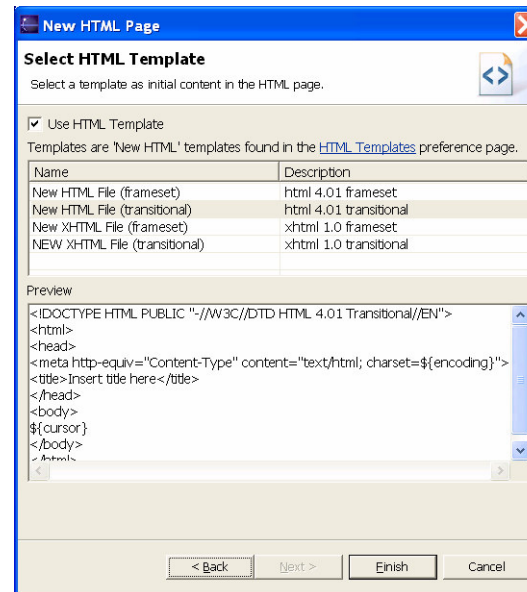 New HTML Page
Select HTML Template
Select a template as initial content in the HTML page.
Use HTML Template
Templates are 'New HTML' templates found in the HTML Templates preference page.
Name Description
New HTML File (frameset) html 4.01 frameset
New HTML File (transitional) html 4.01 transitional
New XHTML File (frameset) xhtml 1.0 frameset
NEW XHTML File (transitional) xhtml 1.0 transitional
Preview
<!DOCTYPE HTML PUBLIC "-//W3C//DTD HTML 4.01 Transitional//EN">
<html>
<head>
<meta http-equiv="Content-Type" content="text/html; charset=${encoding}">
<title>Insert title here</title>
</head>
<body>
${cursor}
</body>
</html>
< Back Next > Finish Cancel